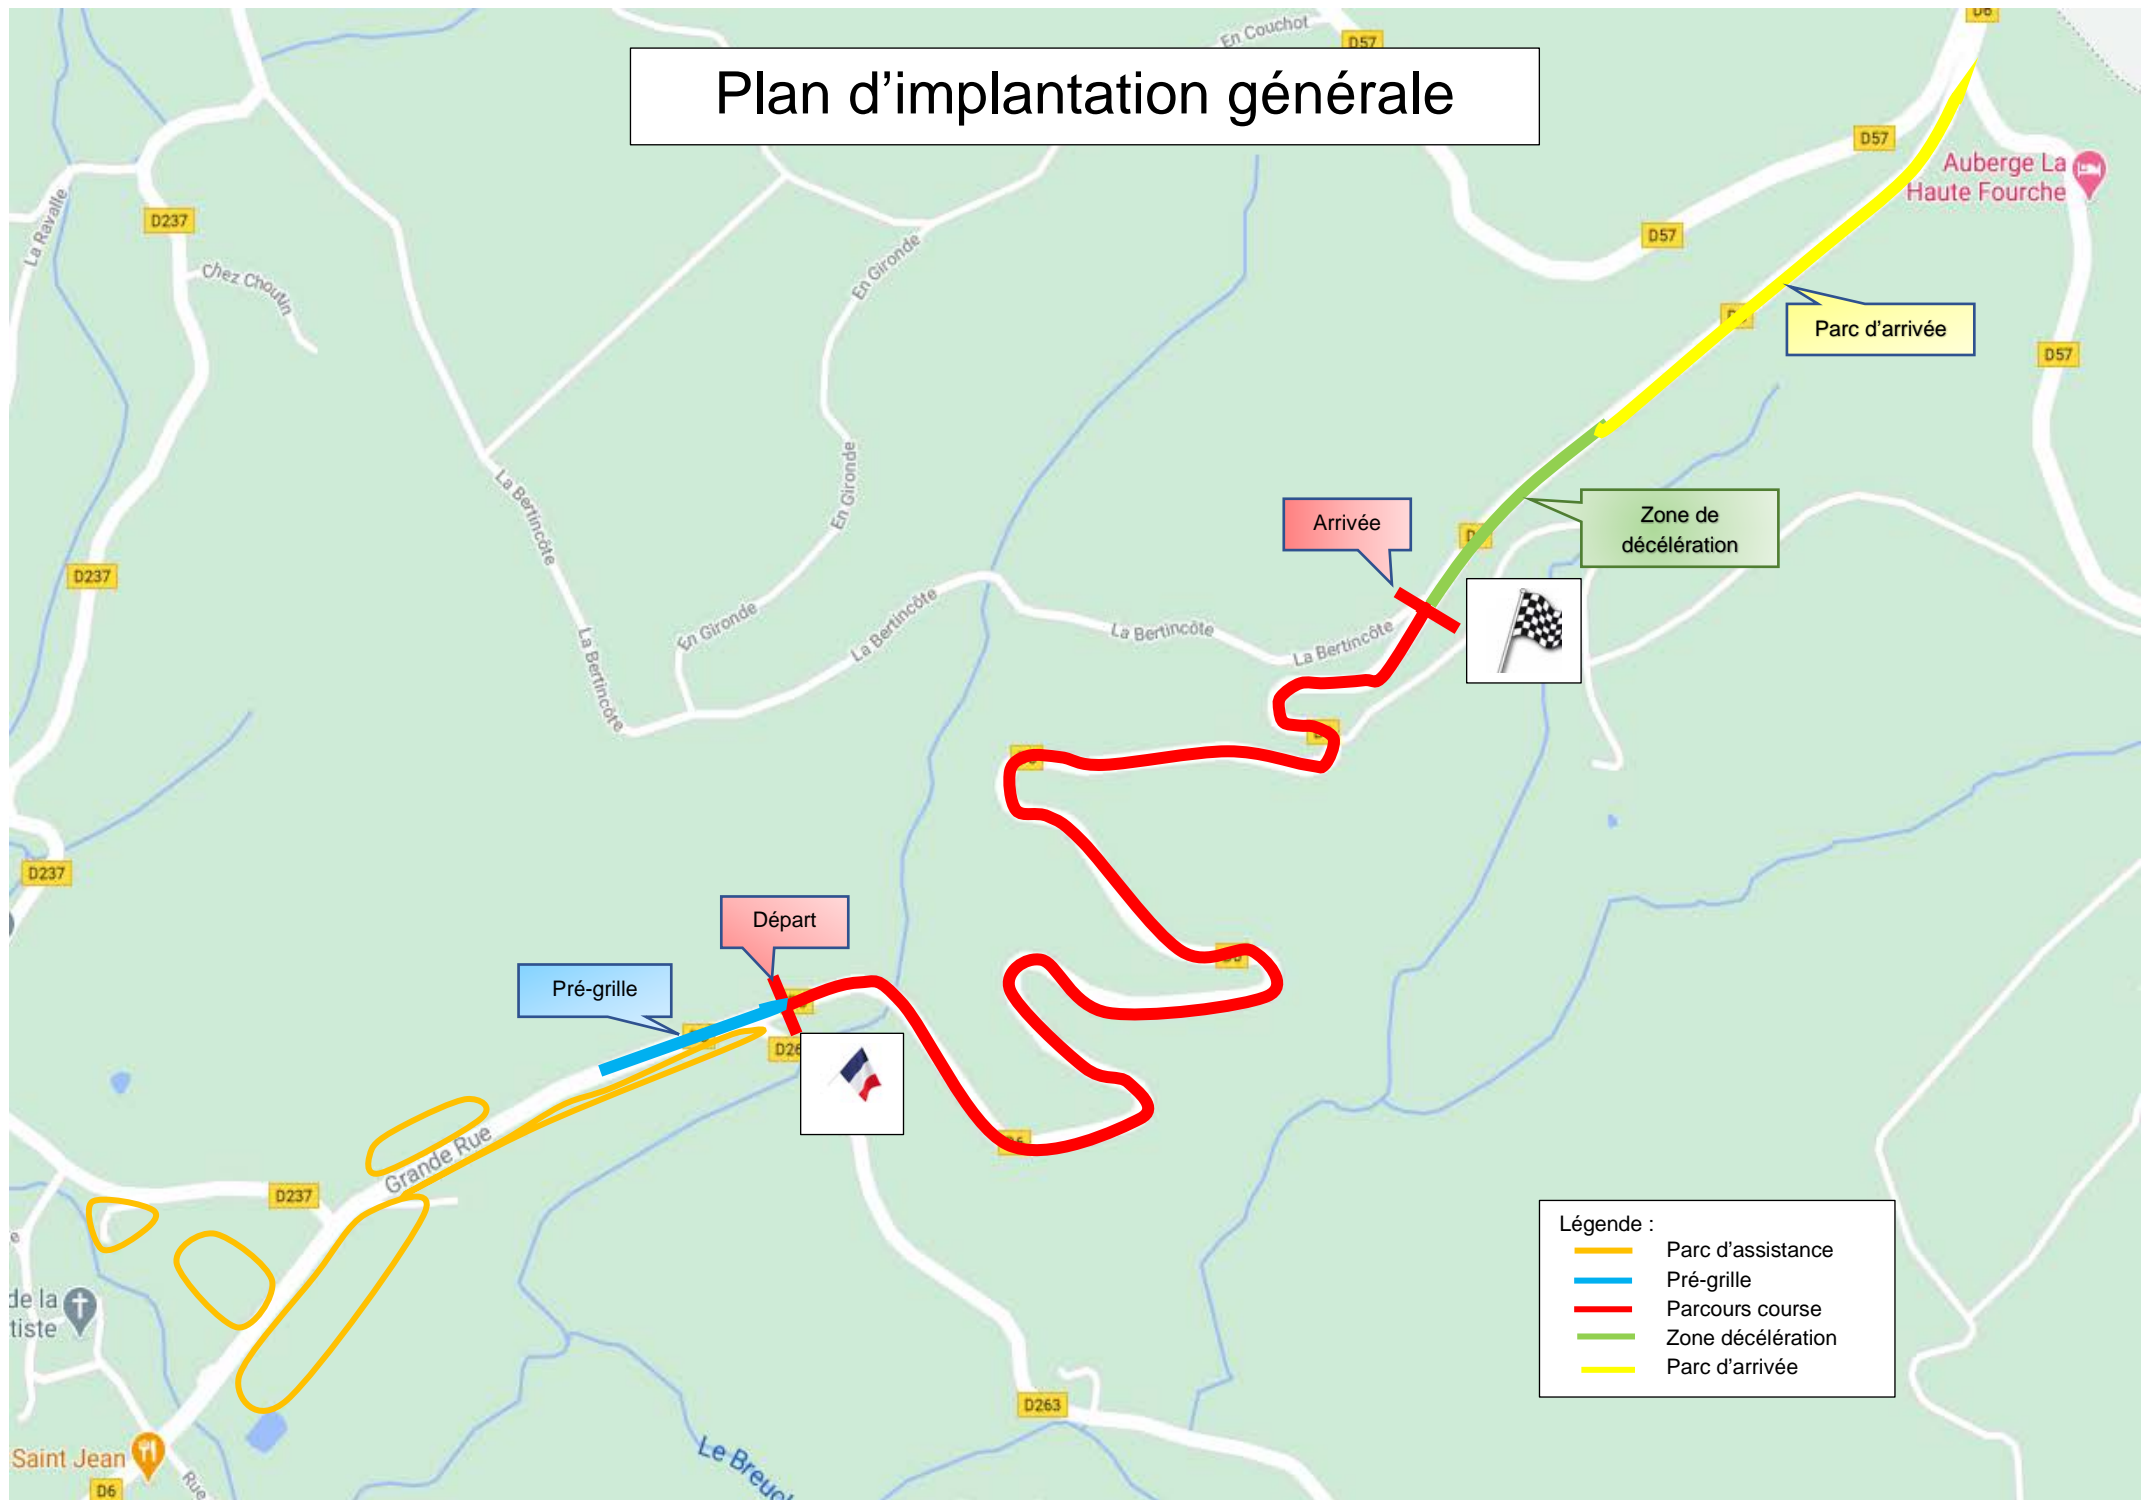 D6
En Couchot
D57
Plan d'implantation générale
D57
Auberge La
Haute Fourche
La Ravalle
D237
D57
En Gironde
Chez Choutin
Parc d'arrivée
D57
En Gironde
La Bertincôte
Arrivée
Zone de
décélération
D237
La Bertincôte
En Gironde
La Bertincôte
La Bertincôte
La Bertincôte
D237
Départ
Pré-grille
Grande Rue
D237
Légende :
Parc d'assistance
Pré-grille
Parcours course
Zone décélération
Parc d'arrivée
de la
tiste
D263
Saint Jean
Le Breuc
Rue
D6